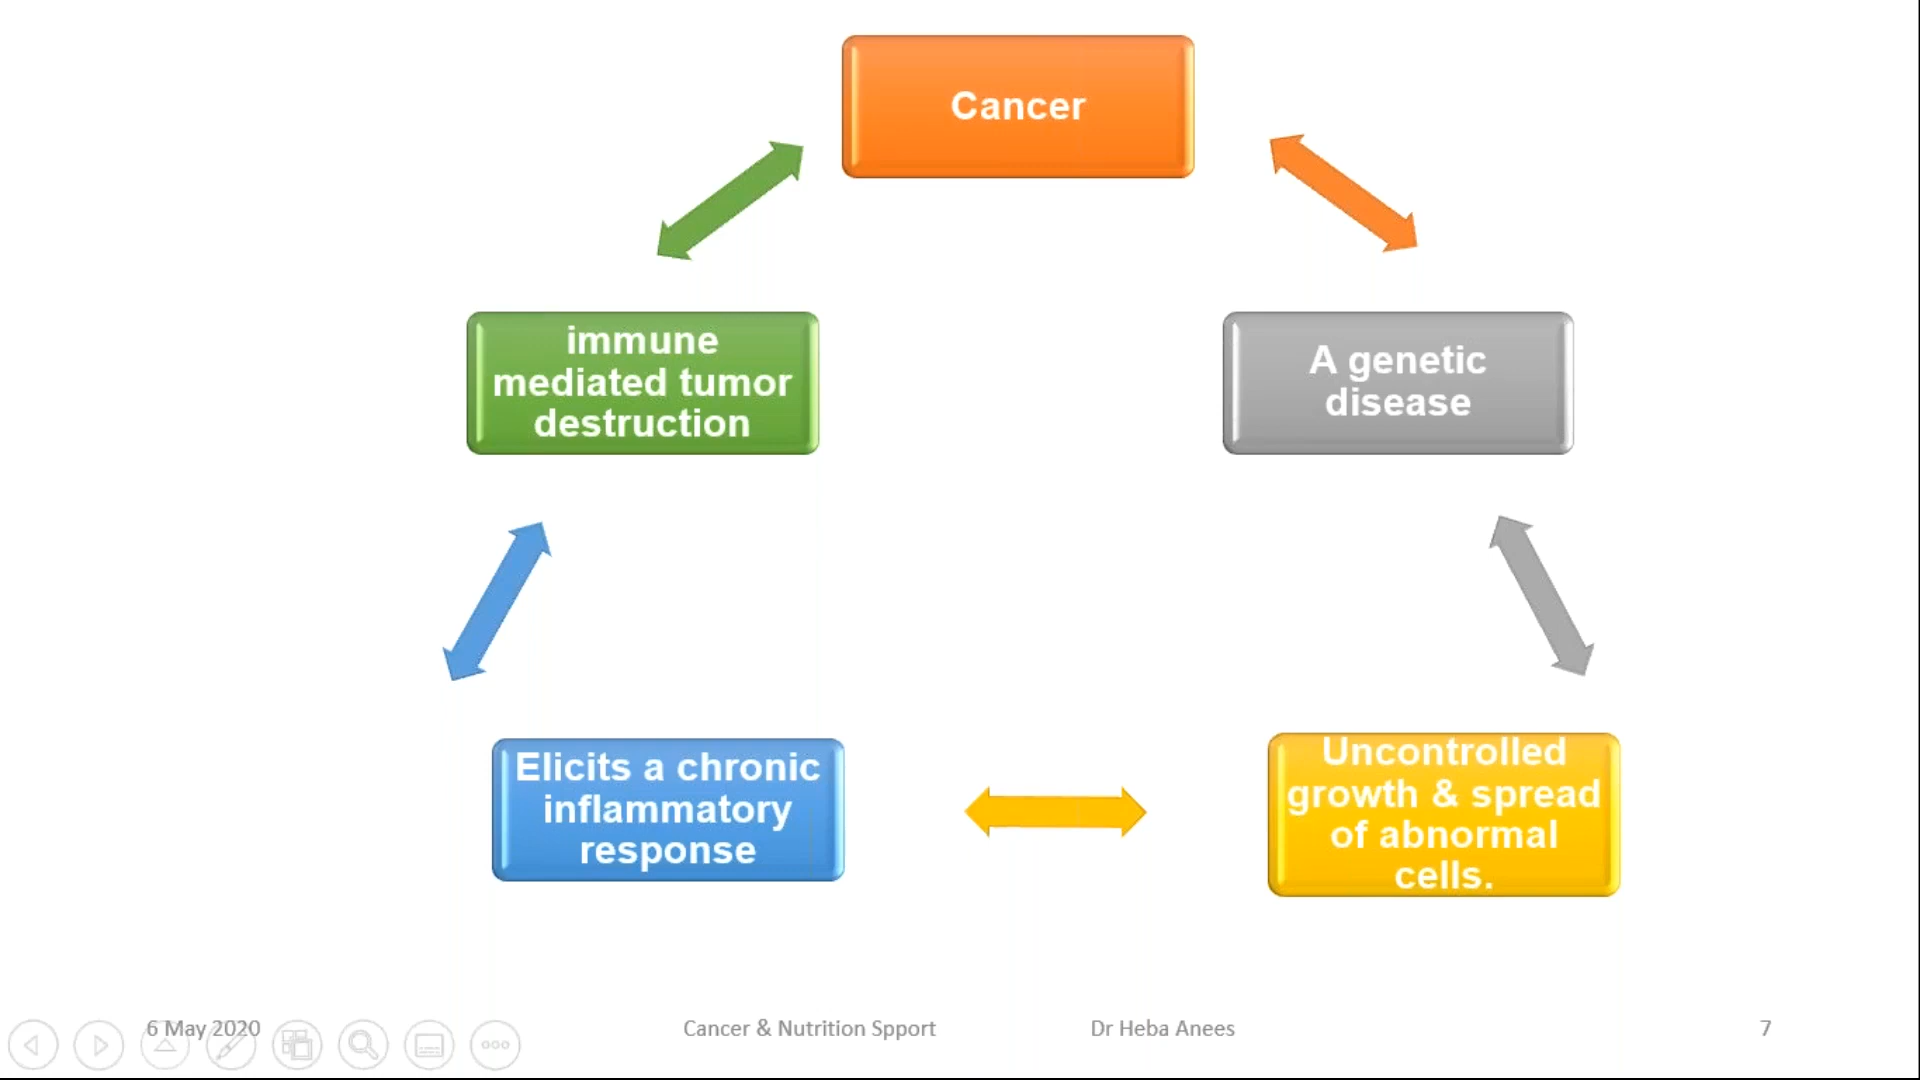 Cancer
immune
mediated tumor
destruction
A genetic
disease
Elicits a chronic
inflammatory
response
Uncontrolled
growth & spread
of abnormal
cells.
6 May 2020
Cancer & Nutrition Spport
Dr Heba Anees
7